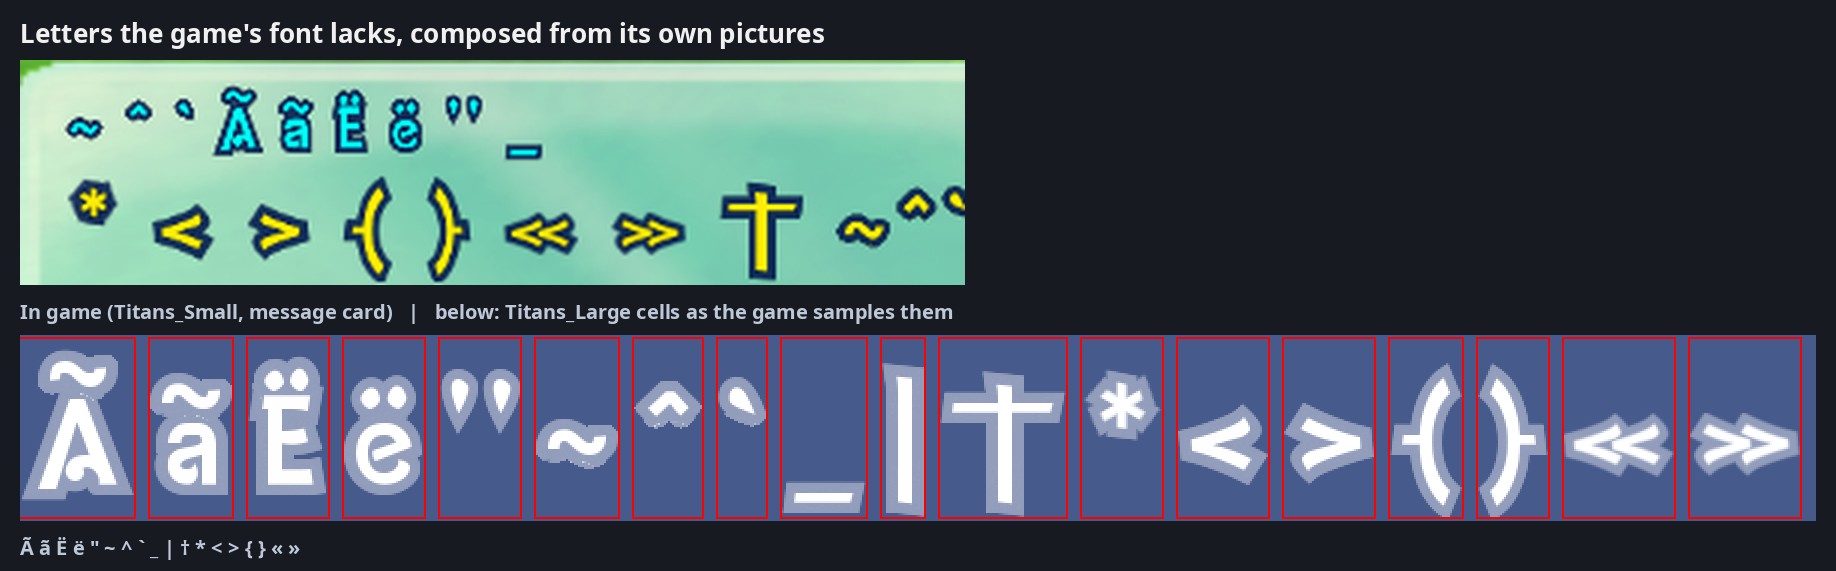 Letters the game's font lacks, composed from its own pictures
~ ^ ` Ã ã Ë ë " _
* < > { } « » † ~ ^ `
In game (Titans_Small, message card) | below: Titans_Large cells as the game samples them
Ã ã Ë ë " ~ ^ ` _ | † * < > { } « »
Ã ã Ë ë " ~ ^ ` _ | † * < > { } « »